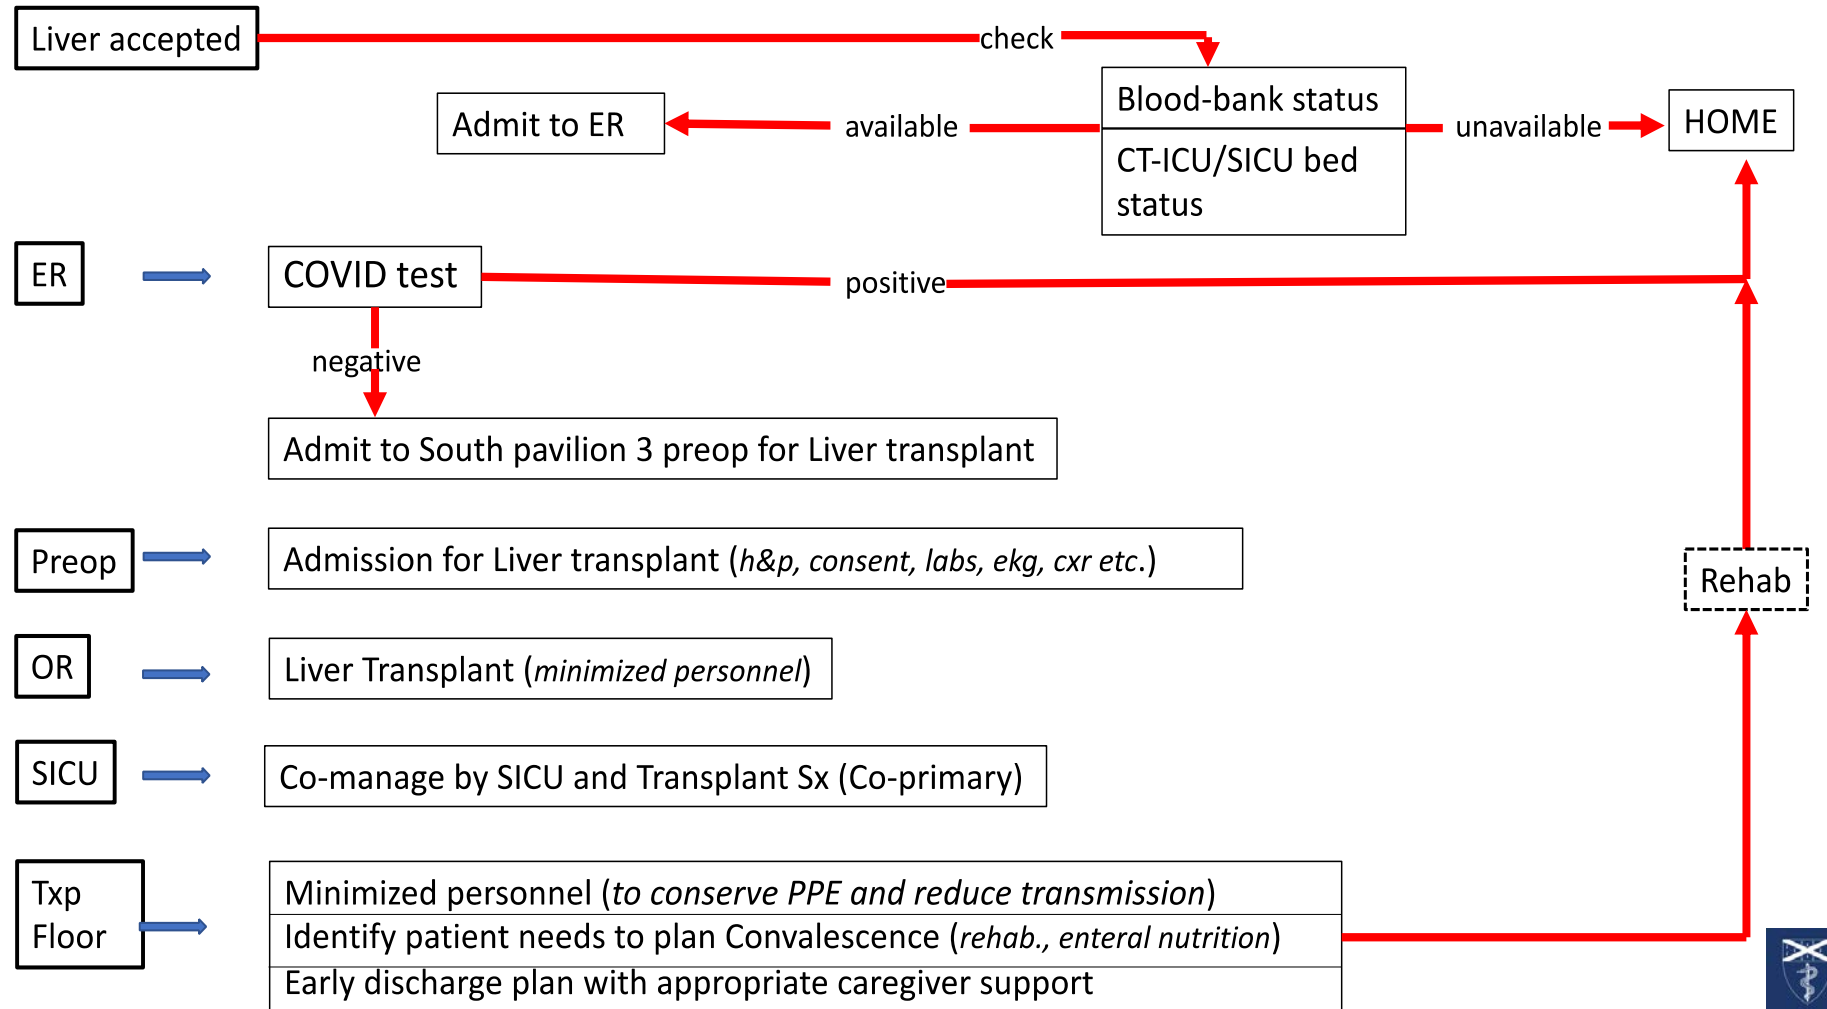 Liver accepted
check
Blood-bank status
Admit to ER
available
unavailable
HOME
CT-ICU/SICU bed
status
ER
COVID test
positive
negative
Admit to South pavilion 3 preop for Liver transplant
Preop
Admission for Liver transplant (h&p, consent, labs, ekg, cxr etc.)
Rehab
OR
Liver Transplant (minimized personnel)
SICU
Co-manage by SICU and Transplant Sx (Co-primary)
Txp
Floor
Minimized personnel (to conserve PPE and reduce transmission)
Identify patient needs to plan Convalescence (rehab., enteral nutrition)
Early discharge plan with appropriate caregiver support